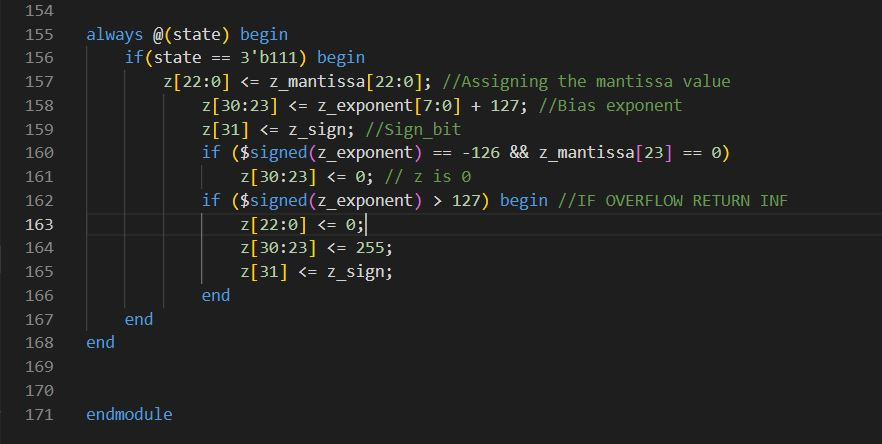 154
155 always @(state) begin
156 if(state == 3'b111) begin
157 z[22:0] <= z_mantissa[22:0]; //Assigning the mantissa value
158 z[30:23] <= z_exponent[7:0] + 127; //Bias exponent
159 z[31] <= z_sign; //Sign_bit
160 if ($signed(z_exponent) == -126 && z_mantissa[23] == 0)
161 z[30:23] <= 0; // z is 0
162 if ($signed(z_exponent) > 127) begin //IF OVERFLOW RETURN INF
163 z[22:0] <= 0;
164 z[30:23] <= 255;
165 z[31] <= z_sign;
166 end
167 end
168 end
169
170
171 endmodule